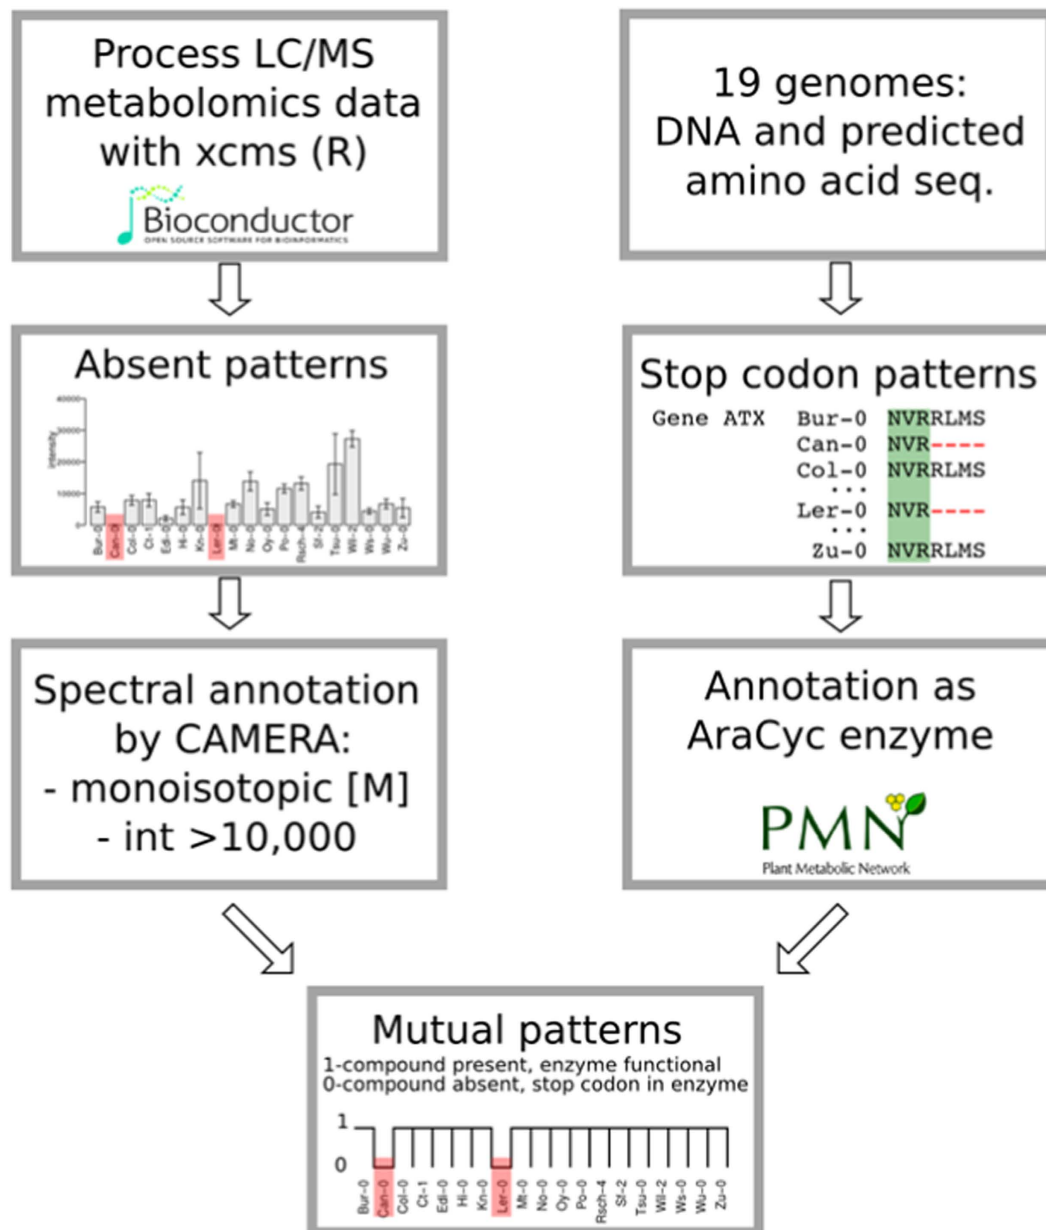 Process LC/MS
metabolomics data
with xcms (R)
Bioconductor
OPEN SOURCE SOFTWARE FOR BIOINFORMATICS
19 genomes:
DNA and predicted
amino acid seq.
Absent patterns
intensity
40000
30000
20000
10000
0
Bur-0
Can-0
Col-0
Ct-1
Edi-0
Hi-0
Kn-0
Ler-0
Mt-0
No-0
Oy-0
Po-0
Rsch-4
Sf-2
Tsu-0
Wil-2
Ws-0
Wu-0
Zu-0
Stop codon patterns
Gene ATX Bur-0 NVRRLMS
Can-0 NVR----
Col-0 NVRRLMS
...
Ler-0 NVR----
...
Zu-0 NVRRLMS
Spectral annotation
by CAMERA:
- monoisotopic [M]
- int >10,000
Annotation as
AraCyc enzyme
PMN
Plant Metabolic Network
Mutual patterns
1-compound present, enzyme functional
0-compound absent, stop codon in enzyme
1
0
Bur-0
Can-0
Col-0
Ct-1
Edi-0
Hi-0
Kn-0
Ler-0
Mt-0
No-0
Oy-0
Po-0
Rsch-4
Sf-2
Tsu-0
Wil-2
Ws-0
Wu-0
Zu-0